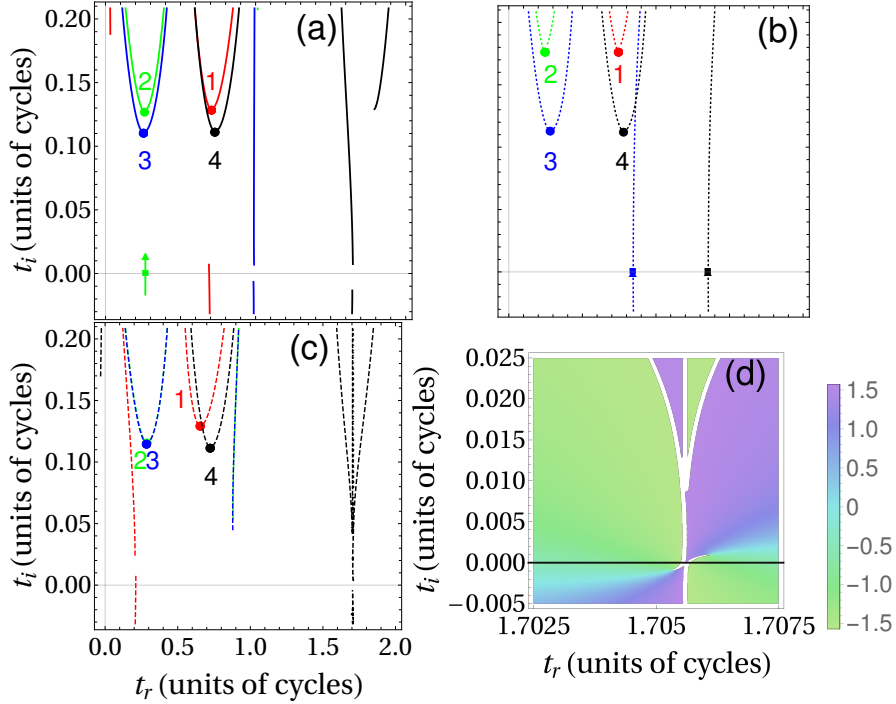 (a)
0.20
0.15
0.10
0.05
0.00
t_i (units of cycles)
2
1
3
4
(b)
2
1
3
4
t_i (units of cycles)
(c)
0.20
0.15
0.10
0.05
0.00
t_i (units of cycles)
1
23
4
0.0 0.5 1.0 1.5 2.0
t_r (units of cycles)
(d)
0.025
0.020
0.015
0.010
0.005
0.000
-0.005
t_i (units of cycles)
1.7025 1.705 1.7075
t_r (units of cycles)
1.5
1.0
0.5
0
-0.5
-1.0
-1.5